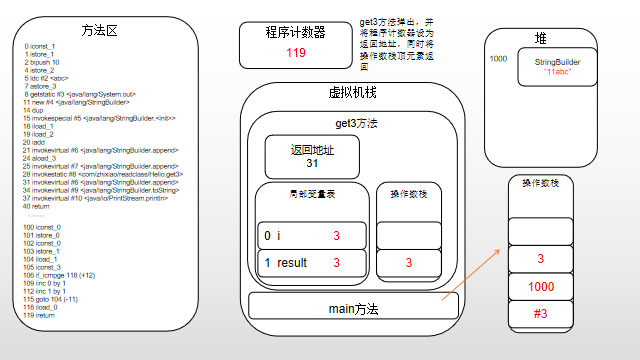 方法区
0 iconst_1
1 istore_1
2 bipush 10
4 istore_2
5 ldc #2 <abc>
7 astore_3
8 getstatic #3 <java/lang/System.out>
11 new #4 <java/lang/StringBuilder>
14 dup
15 invokespecial #5 <java/lang/StringBuilder.<init>>
18 iload_1
19 iload_2
20 iadd
21 invokevirtual #6 <java/lang/StringBuilder.append>
24 aload_3
25 invokevirtual #7 <java/lang/StringBuilder.append>
28 invokestatic #8 <com/zhixiao/readclass/Hello.get3>
31 invokevirtual #6 <java/lang/StringBuilder.append>
34 invokevirtual #9 <java/lang/StringBuilder.toString>
37 invokevirtual #10 <java/io/PrintStream.println>
40 return
……
100 iconst_0
101 istore_0
102 iconst_0
103 istore_1
104 iload_1
105 iconst_3
106 if_icmpge 118 (+12)
109 iinc 0 by 1
112 iinc 1 by 1
115 goto 104 (-11)
118 iload_0
119 ireturn
程序计数器
119
get3方法弹出，并
将程序计数器设为
返回地址，同时将
操作数栈顶元素返
回
虚拟机栈
get3方法
返回地址
31
局部变量表
0 i 3
1 result 3
操作数栈
3
main方法
堆
1000
StringBuilder
"11abc"
操作数栈
3
1000
#3